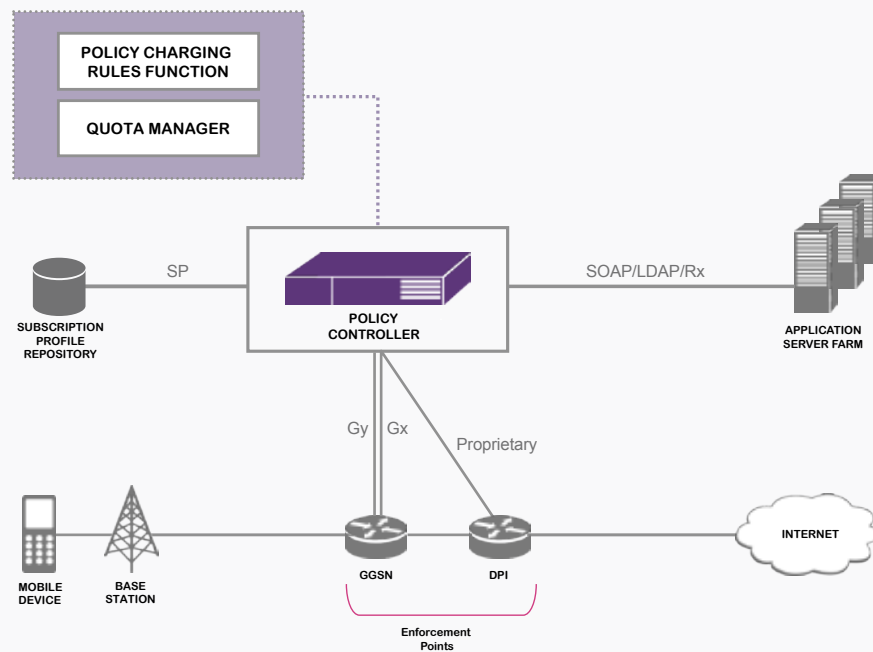 POLICY CHARGING
RULES FUNCTION
QUOTA MANAGER
SP
SOAP/LDAP/Rx
SUBSCRIPTION
PROFILE
REPOSITORY
POLICY
CONTROLLER
APPLICATION
SERVER FARM
Gy
Gx
Proprietary
INTERNET
MOBILE
DEVICE
BASE
STATION
GGSN
DPI
Enforcement
Points